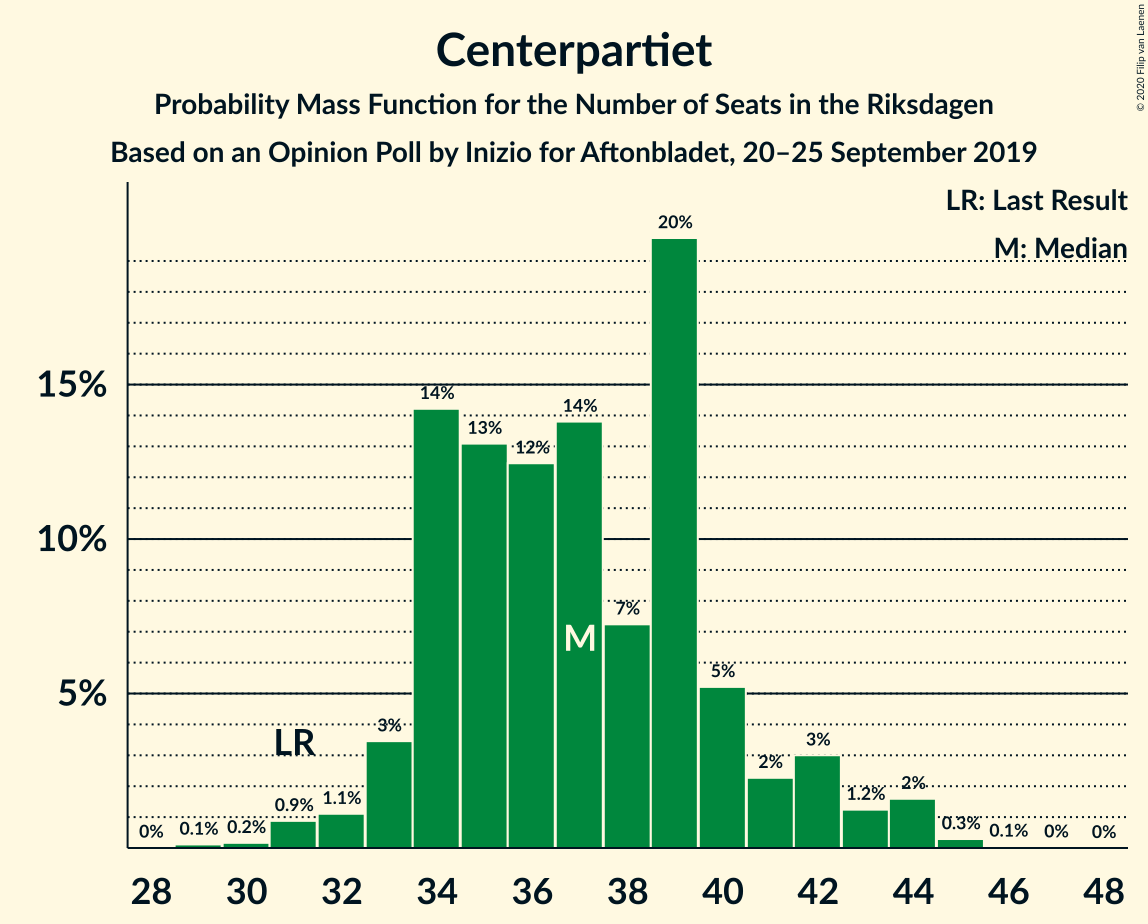 Centerpartiet
Probability Mass Function for the Number of Seats in the Riksdagen
Based on an Opinion Poll by Inizio for Aftonbladet, 20–25 September 2019
© 2020 Filip van Laenen
LR: Last Result
M: Median
20%
15%
14%
14%
13%
12%
10%
7%
M
5%
5%
3%
LR
3%
2%
2%
0.9%
1.1%
1.2%
0%
0.1%
0.2%
0.3%
0.1%
0%
0%
28 30 32 34 36 38 40 42 44 46 48